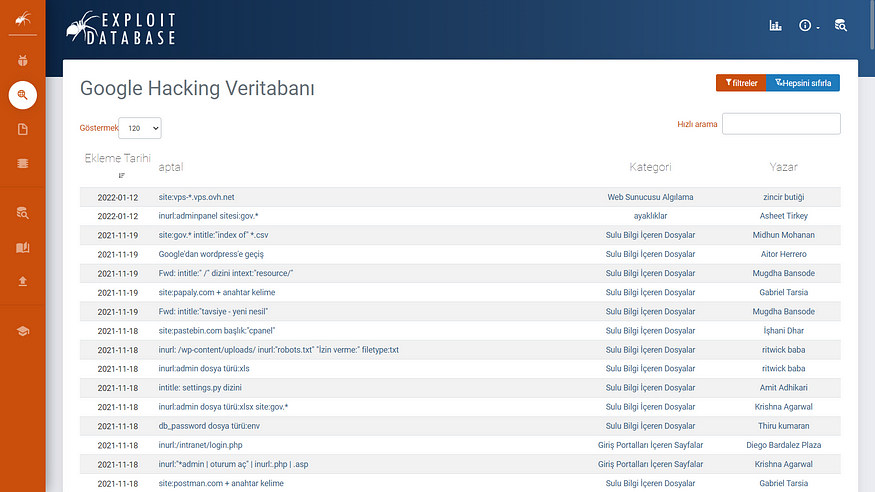 EXPLOIT
DATABASE
Google Hacking Veritabanı
filtreler Hepsini sıfırla
Göstermek 120 Hızlı arama
Ekleme Tarihi aptal Kategori Yazar
2022-01-12 site:vps-*.vps.ovh.net Web Sunucusu Algılama zincir butiği
2022-01-12 inurl:adminpanel sitesi:gov.* ayaklıklar Asheet Tirkey
2021-11-19 site:gov.* intitle:"index of" *.csv Sulu Bilgi İçeren Dosyalar Midhun Mohanan
2021-11-19 Google'dan wordpress'e geçiş Sulu Bilgi İçeren Dosyalar Aitor Herrero
2021-11-19 Fwd: intitle:" /" dizini intext:"resource/" Sulu Bilgi İçeren Dosyalar Mugdha Bansode
2021-11-19 site:papaly.com + anahtar kelime Sulu Bilgi İçeren Dosyalar Gabriel Tarsia
2021-11-19 Fwd: intitle:"tavsiye - yeni nesil" Sulu Bilgi İçeren Dosyalar Mugdha Bansode
2021-11-18 site:pastebin.com başlık:"cpanel" Sulu Bilgi İçeren Dosyalar İşhani Dhar
2021-11-18 inurl: /wp-content/uploads/ inurl:"robots.txt" "İzin verme:" filetype:txt Sulu Bilgi İçeren Dosyalar ritwick baba
2021-11-18 inurl:admin dosya türü:xls Sulu Bilgi İçeren Dosyalar ritwick baba
2021-11-18 intitle: settings.py dizini Sulu Bilgi İçeren Dosyalar Amit Adhikari
2021-11-18 inurl:admin dosya türü:xlsx site:gov.* Sulu Bilgi İçeren Dosyalar Krishna Agarwal
2021-11-18 db_password dosya türü:env Sulu Bilgi İçeren Dosyalar Thiru kumaran
2021-11-18 inurl:/intranet/login.php Giriş Portalları İçeren Sayfalar Diego Bardalez Plaza
2021-11-18 inurl:"*admin | oturum aç" | inurl:.php | .asp Giriş Portalları İçeren Sayfalar Krishna Agarwal
2021-11-18 site:postman.com + anahtar kelime Sulu Bilgi İçeren Dosyalar Gabriel Tarsia